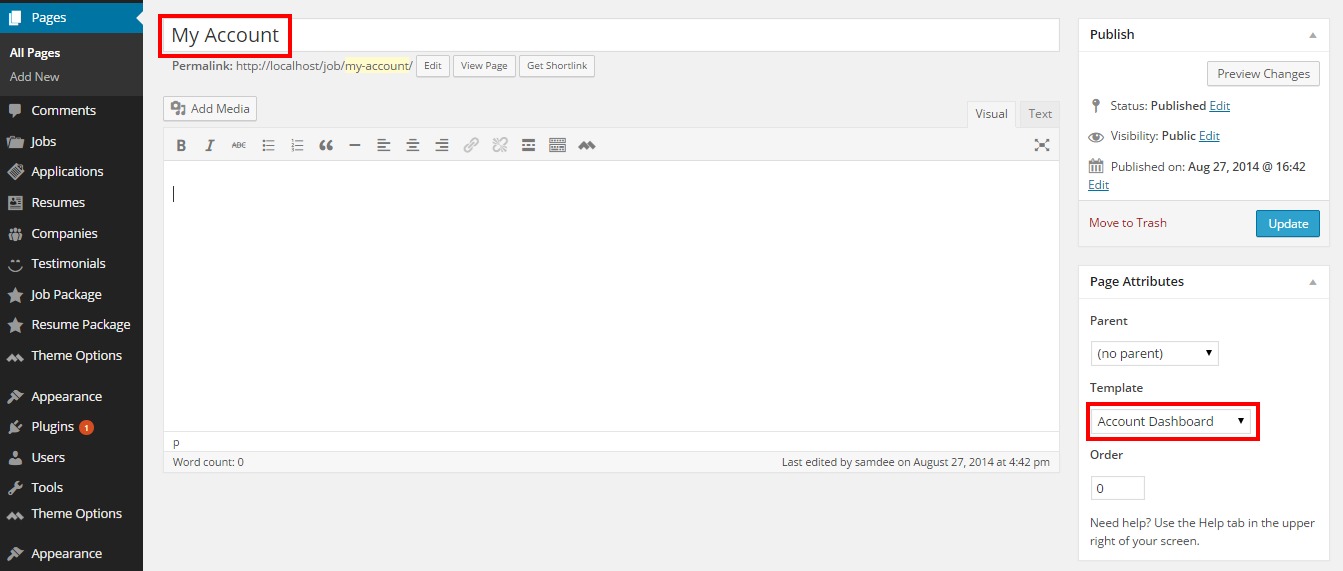 Pages
All Pages
Add New
Comments
Jobs
Applications
Resumes
Companies
Testimonials
Job Package
Resume Package
Theme Options
Appearance
Plugins 1
Users
Tools
Theme Options
Appearance
My Account
Permalink: http://localhost/job/my-account/ Edit View Page Get Shortlink
Add Media
Visual Text
B I ABC
p
Word count: 0 Last edited by samdee on August 27, 2014 at 4:42 pm
Publish
Preview Changes
Status: Published Edit
Visibility: Public Edit
Published on: Aug 27, 2014 @ 16:42
Edit
Move to Trash Update
Page Attributes
Parent
(no parent)
Template
Account Dashboard
Order
0
Need help? Use the Help tab in the upper
right of your screen.